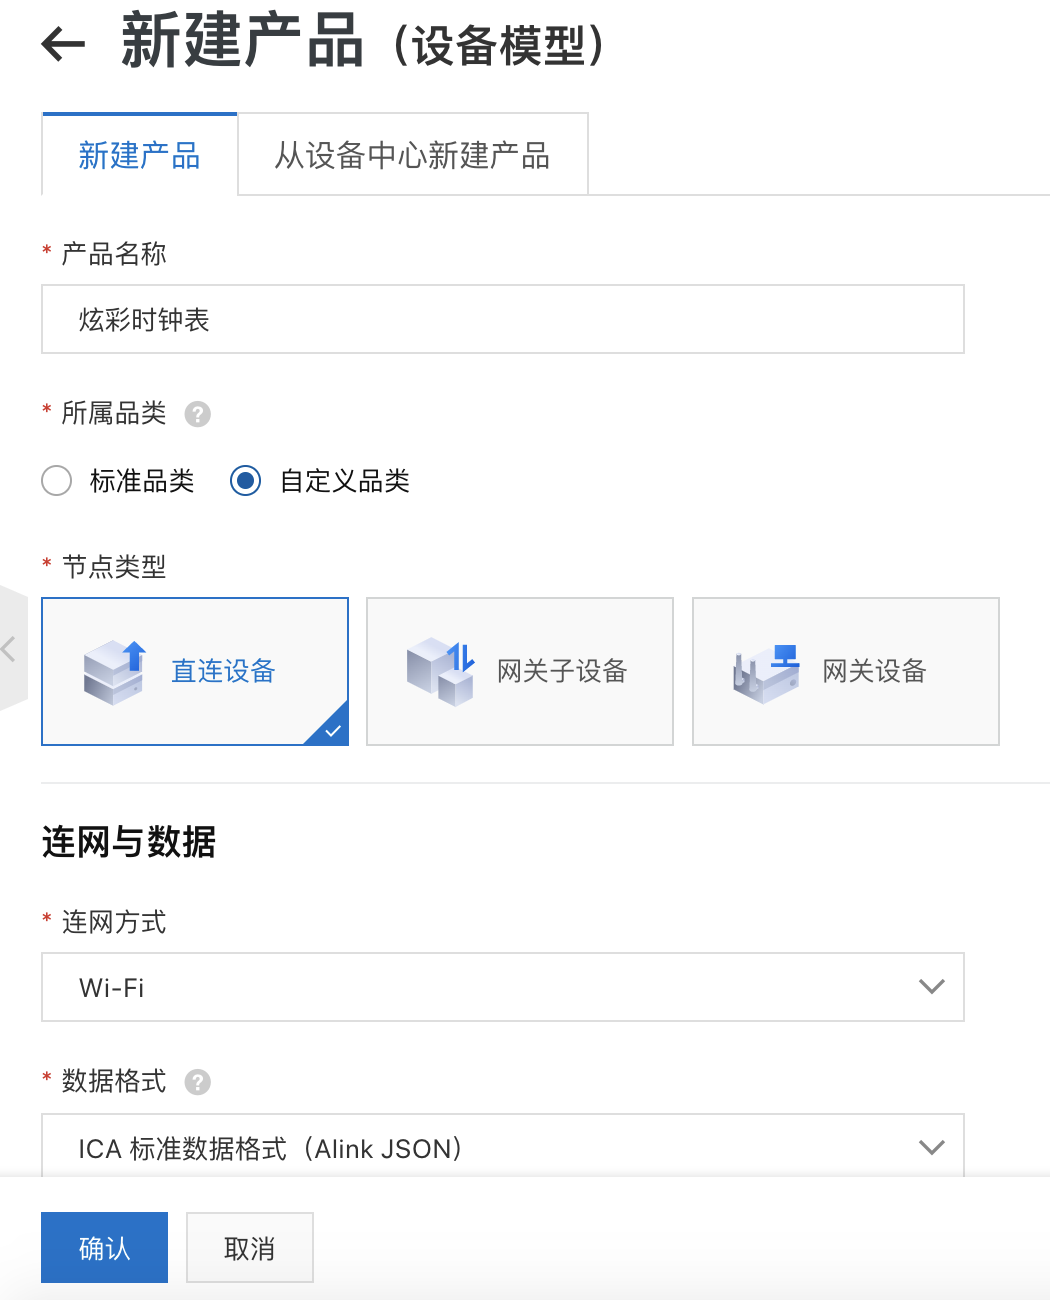 新建产品（设备模型）
新建产品 从设备中心新建产品
* 产品名称
炫彩时钟表
* 所属品类 ?
标准品类 自定义品类
* 节点类型
直连设备 网关子设备 网关设备
连网与数据
* 连网方式
Wi-Fi
* 数据格式 ?
ICA 标准数据格式（Alink JSON）
确认 取消